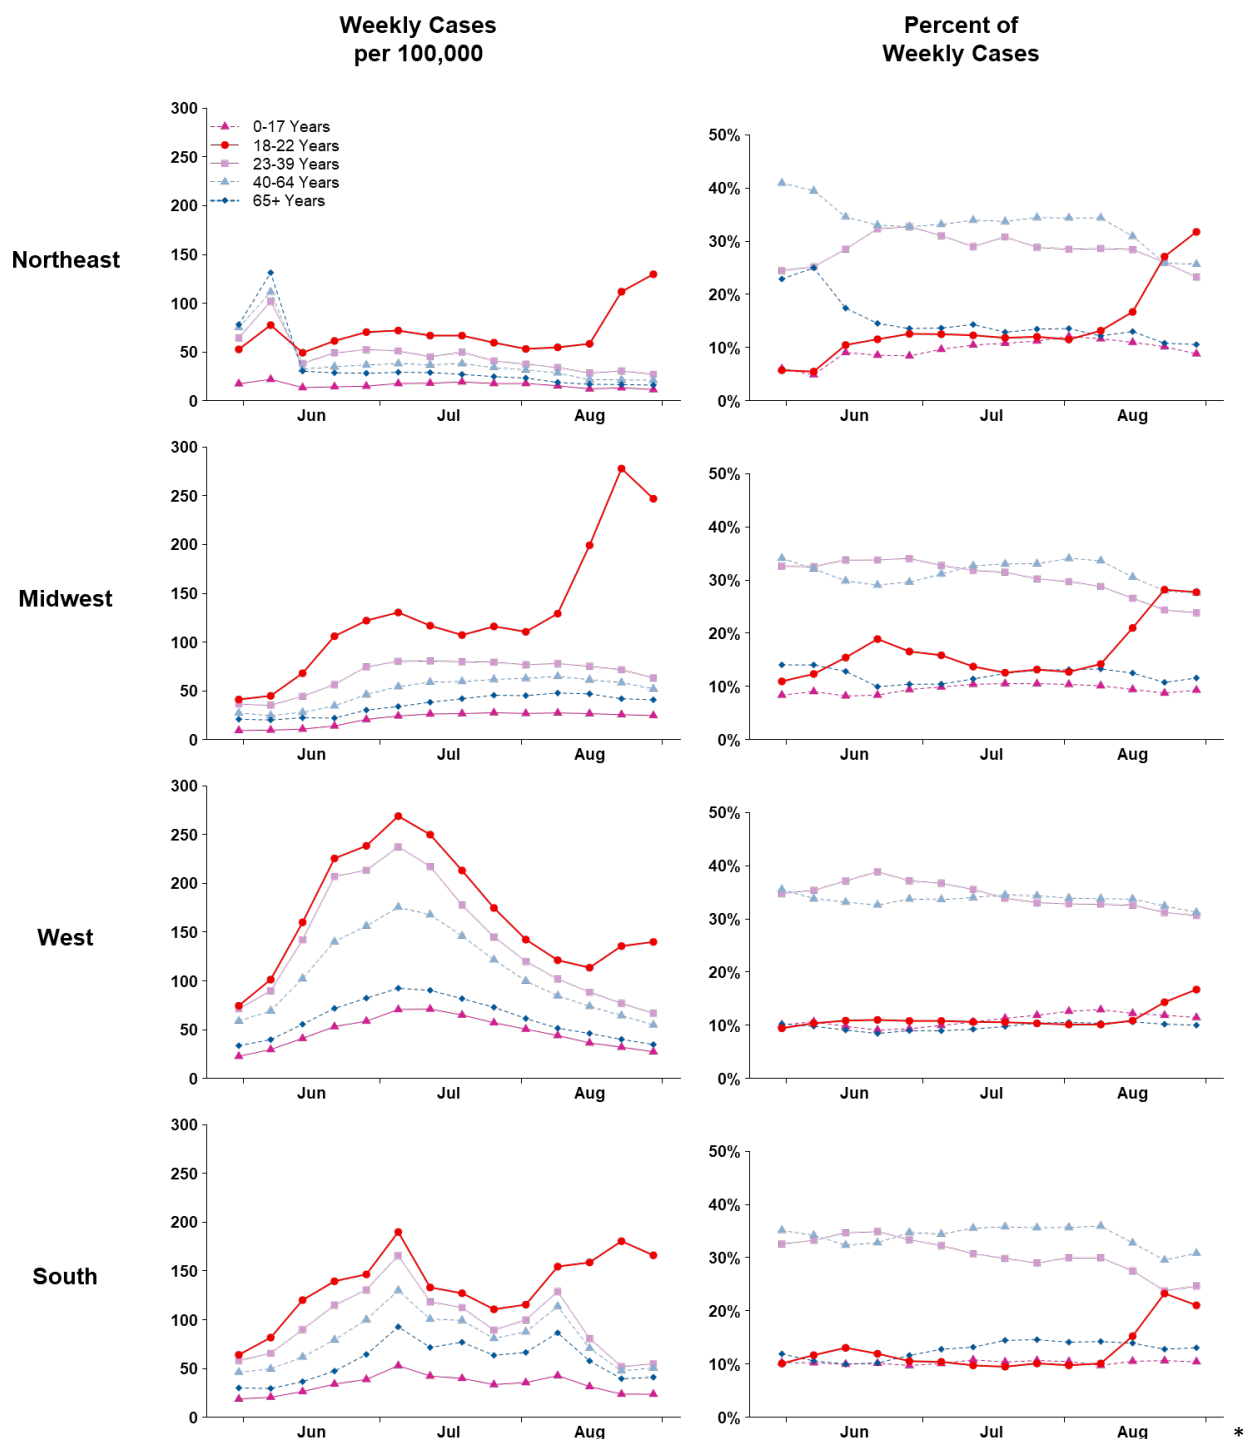 Weekly Cases
per 100,000
Percent of
Weekly Cases
Northeast
300
250
200
150
100
50
0
0-17 Years
18-22 Years
23-39 Years
40-64 Years
65+ Years
Jun Jul Aug
50%
40%
30%
20%
10%
0%
Jun Jul Aug
Midwest
300
250
200
150
100
50
0
Jun Jul Aug
50%
40%
30%
20%
10%
0%
Jun Jul Aug
West
300
250
200
150
100
50
0
Jun Jul Aug
50%
40%
30%
20%
10%
0%
Jun Jul Aug
South
300
250
200
150
100
50
0
Jun Jul Aug
50%
40%
30%
20%
10%
0%
Jun Jul Aug
*